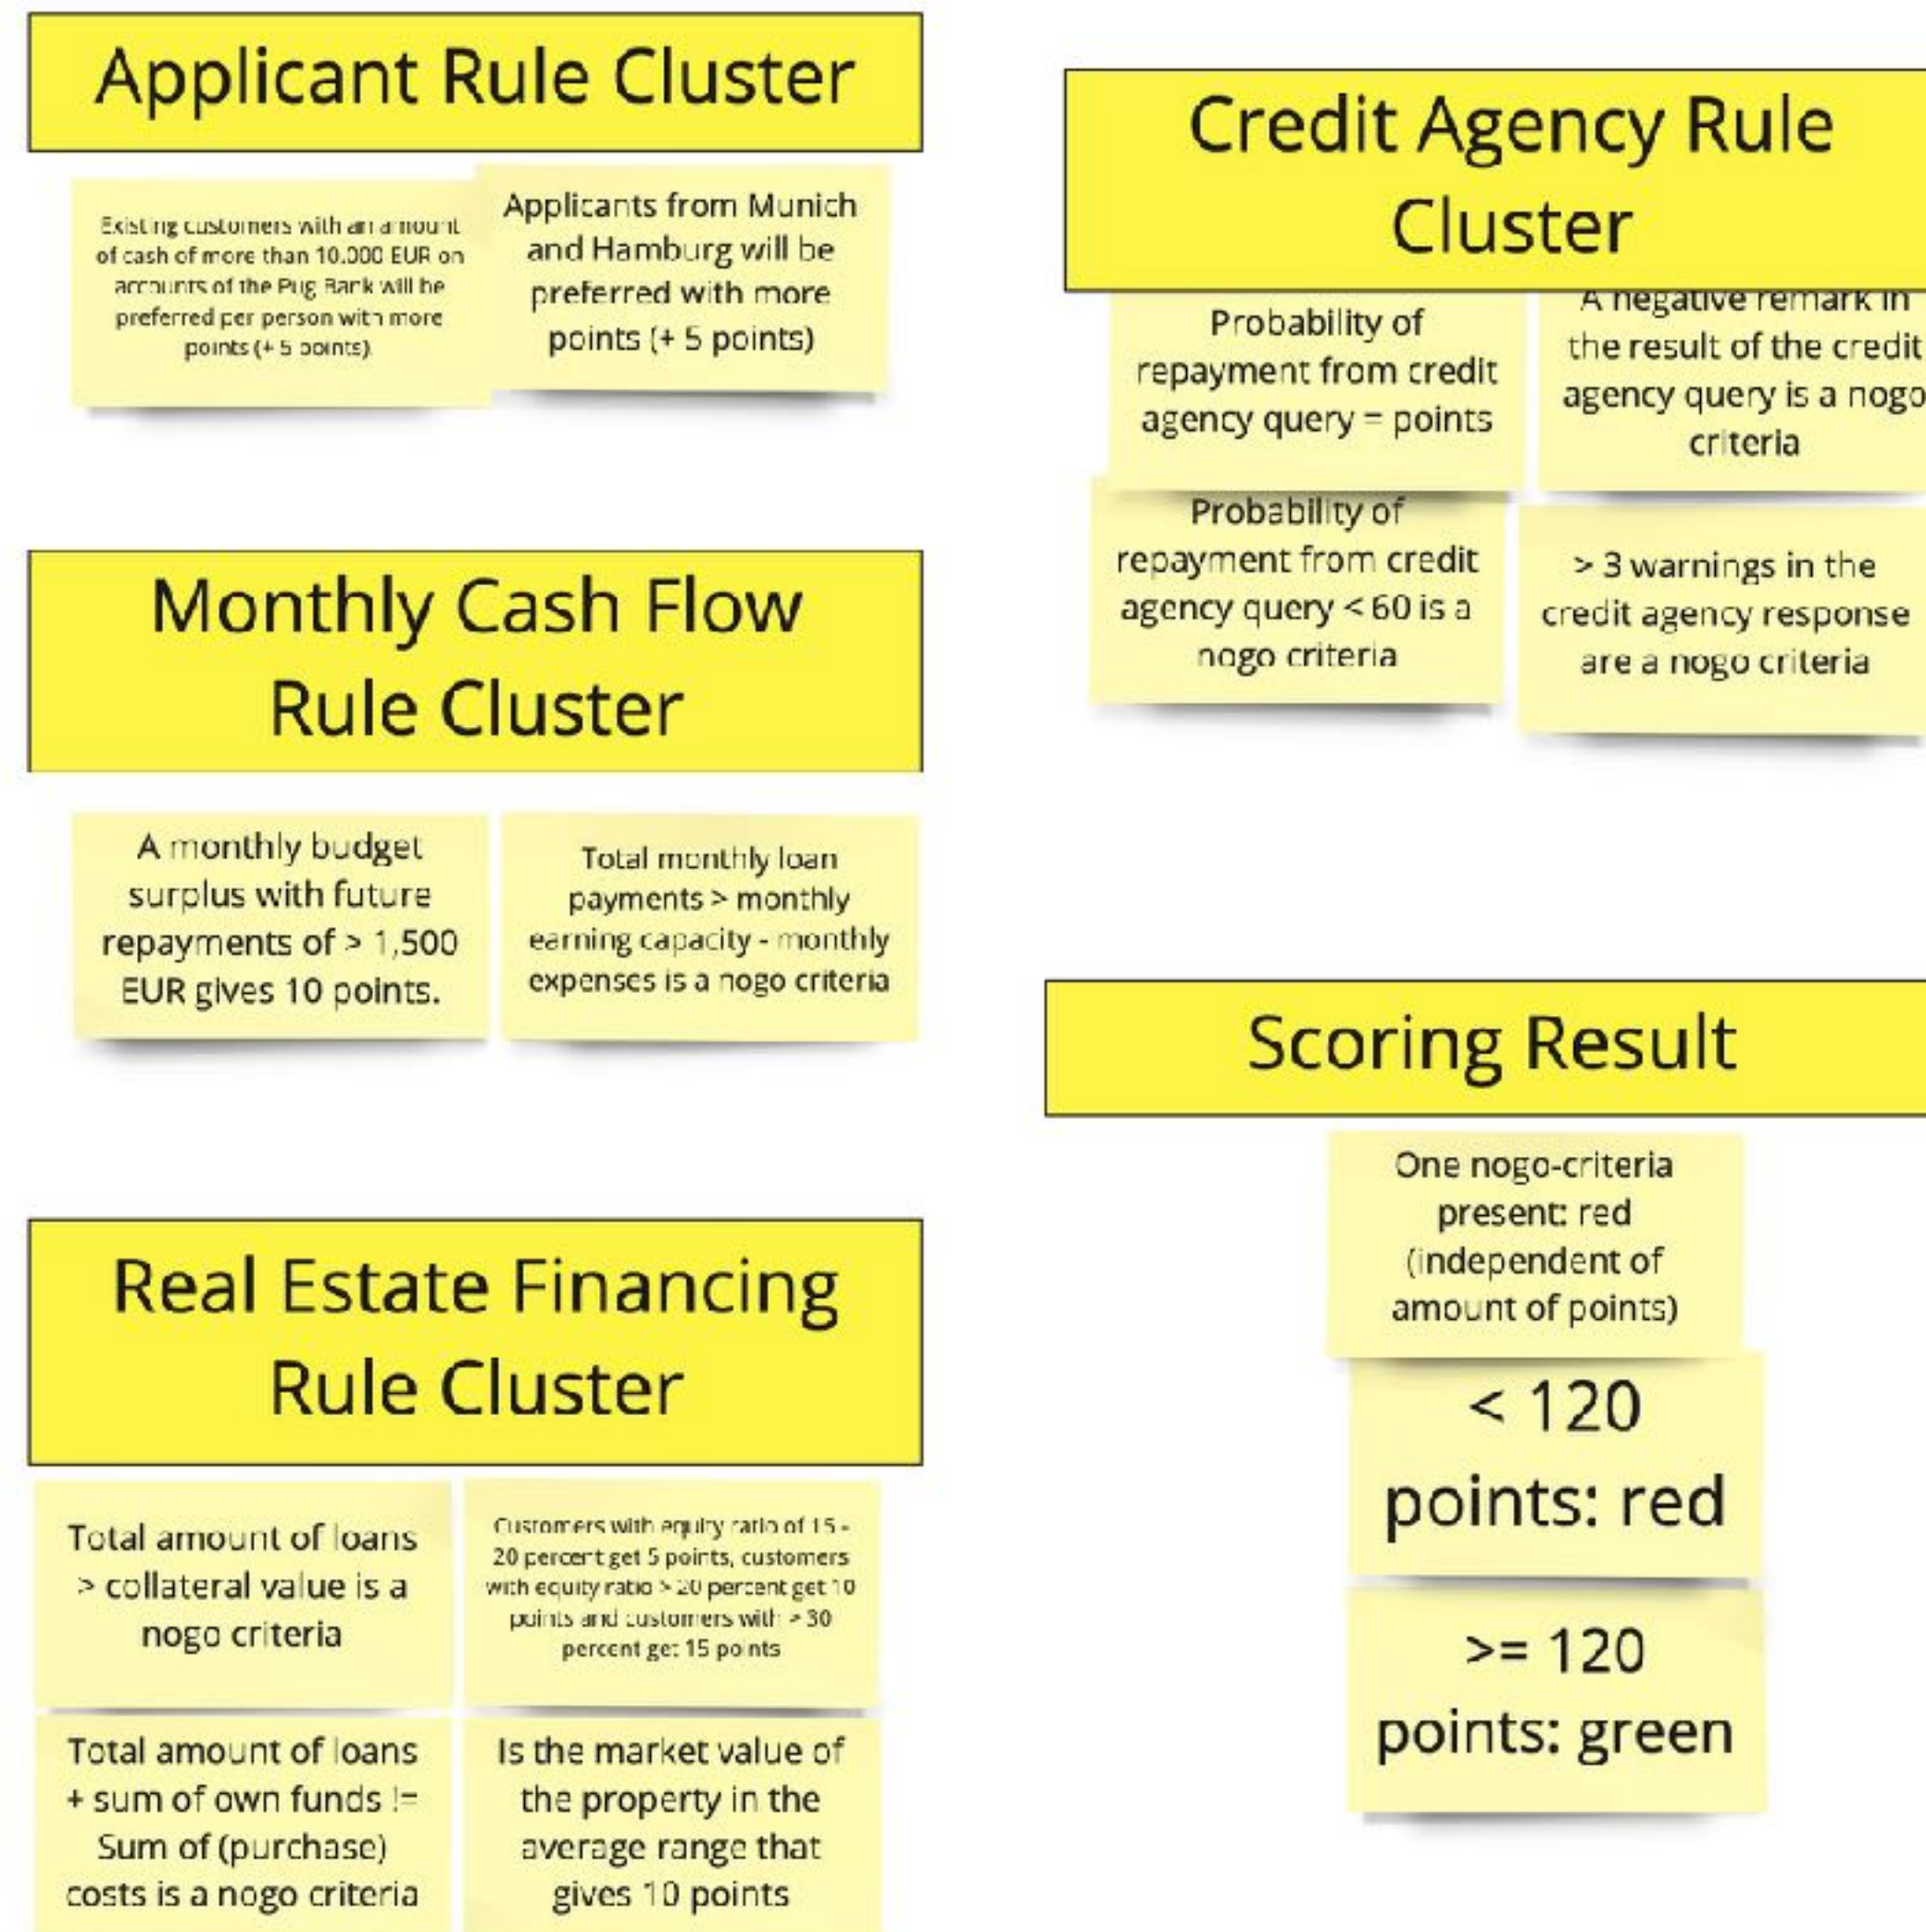 Applicant Rule Cluster
Existing customers with an amount
of cash of more than 10.000 EUR on
accounts of the Pug Bank will be
preferred per person with more
points (+ 5 points).
Applicants from Munich
and Hamburg will be
preferred with more
points (+ 5 points)
Monthly Cash Flow
Rule Cluster
A monthly budget
surplus with future
repayments of > 1,500
EUR gives 10 points.
Total monthly loan
payments > monthly
earning capacity - monthly
expenses is a nogo criteria
Real Estate Financing
Rule Cluster
Total amount of loans
> collateral value is a
nogo criteria
Customers with equity ratio of 15 -
20 percent get 5 points, customers
with equity ratio > 20 percent get 10
points and customers with > 30
percent get 15 points
Total amount of loans
+ sum of own funds !=
Sum of (purchase)
costs is a nogo criteria
Is the market value of
the property in the
average range that
gives 10 points
Credit Agency Rule
Cluster
Probability of
repayment from credit
agency query = points
A negative remark in
the result of the credit
agency query is a nogo
criteria
Probability of
repayment from credit
agency query < 60 is a
nogo criteria
> 3 warnings in the
credit agency response
are a nogo criteria
Scoring Result
One nogo-criteria
present: red
(independent of
amount of points)
< 120
points: red
>= 120
points: green